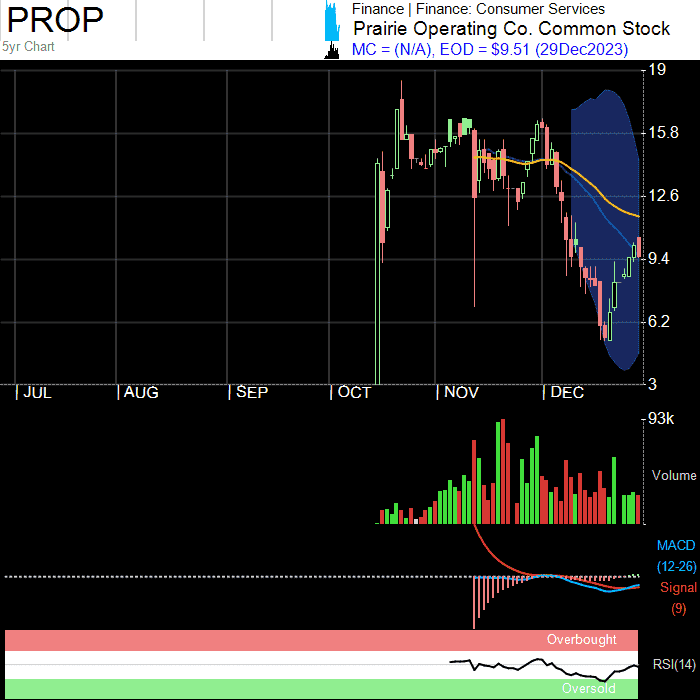 PROP
5yr Chart
Finance | Finance: Consumer Services
Prairie Operating Co. Common Stock
MC = (N/A), EOD = $9.51 (29Dec2023)
19
15.8
12.6
9.4
6.2
3
| JUL | AUG | SEP | OCT | NOV | DEC
93k
Volume
MACD
(12-26)
Signal
(9)
Overbought
RSI(14)
Oversold